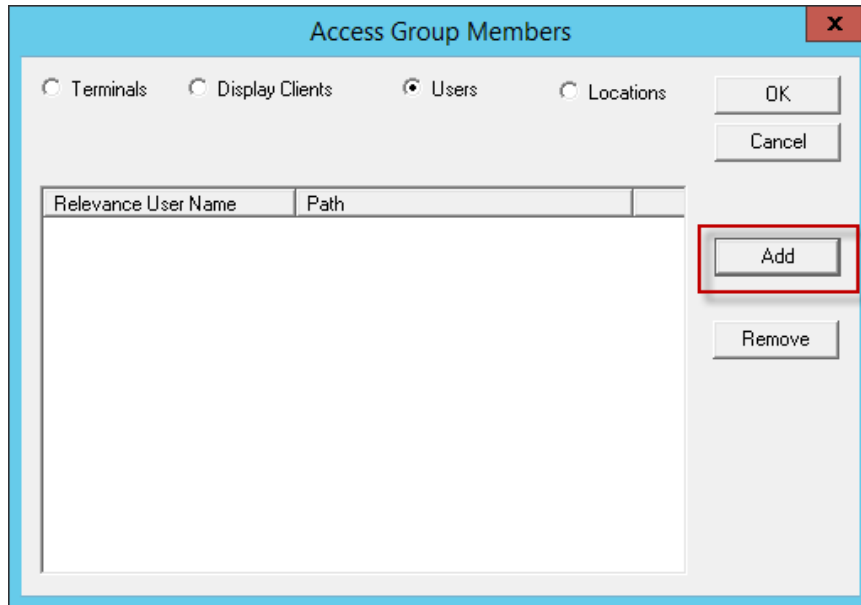 Access Group Members
x
Terminals Display Clients Users Locations
OK
Cancel
Relevance User Name Path
Add
Remove